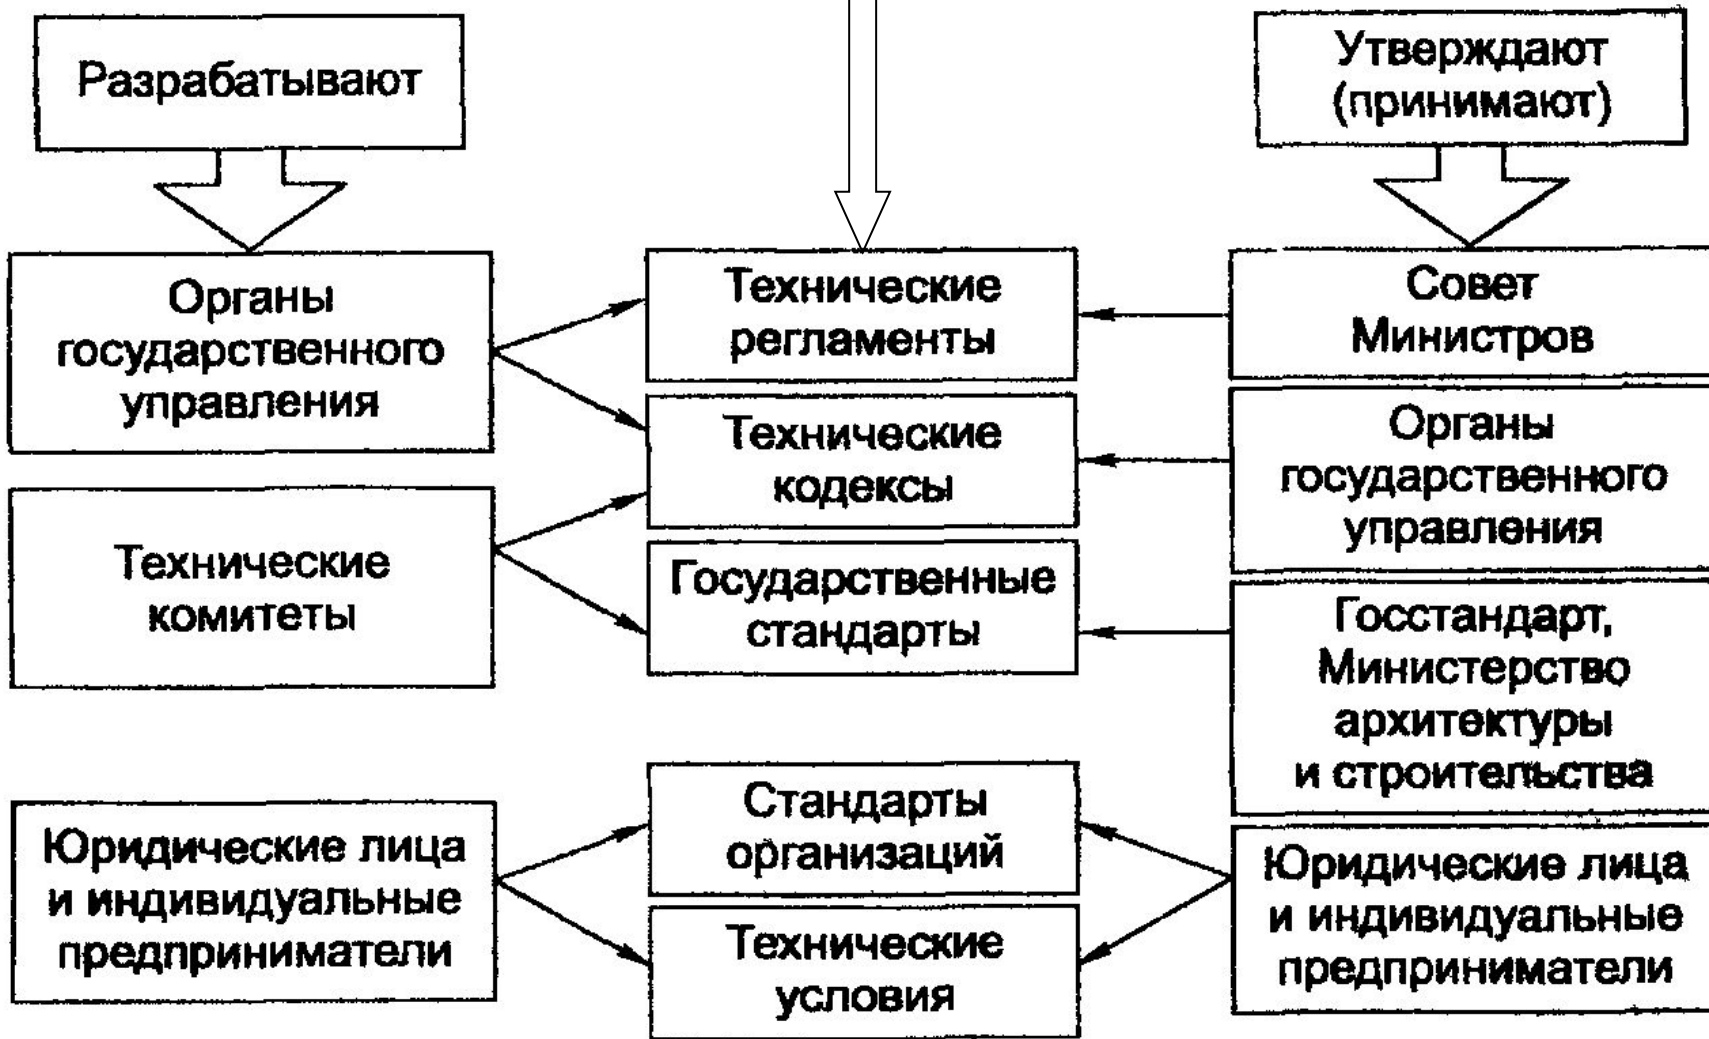 Разрабатывают
Утверждают
(принимают)
Органы
государственного
управления
Технические
регламенты
Совет
Министров
Технические
кодексы
Органы
государственного
управления
Технические
комитеты
Государственные
стандарты
Госстандарт,
Министерство
архитектуры
и строительства
Юридические лица
и индивидуальные
предприниматели
Стандарты
организаций
Технические
условия
Юридические лица
и индивидуальные
предприниматели